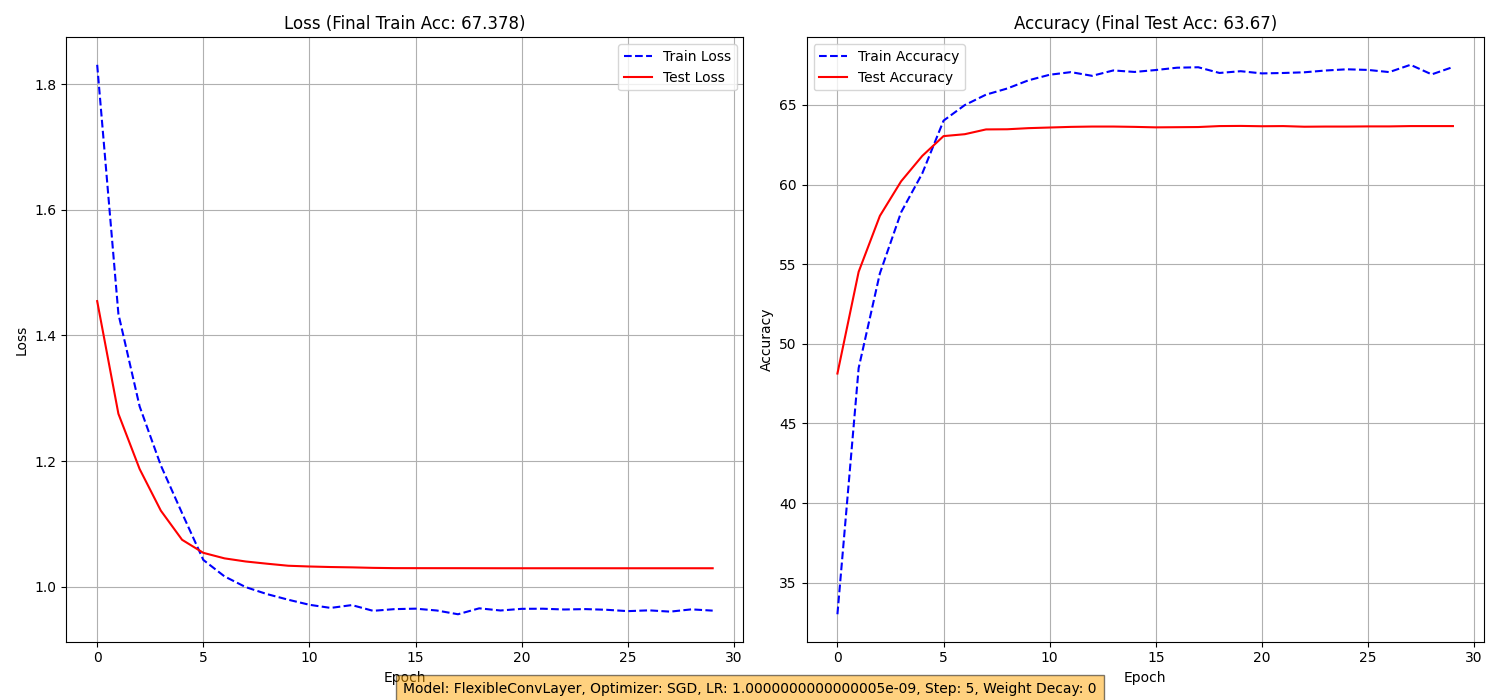 Loss (Final Train Acc: 67.378)
Train Loss
Test Loss
1.8
1.6
1.4
1.2
1.0
Loss
0 5 10 15 20 25 30
Epoch
Accuracy (Final Test Acc: 63.67)
Train Accuracy
Test Accuracy
65
60
55
50
45
40
35
Accuracy
0 5 10 15 20 25 30
Epoch
Model: FlexibleConvLayer, Optimizer: SGD, LR: 1.0000000000000005e-09, Step: 5, Weight Decay: 0